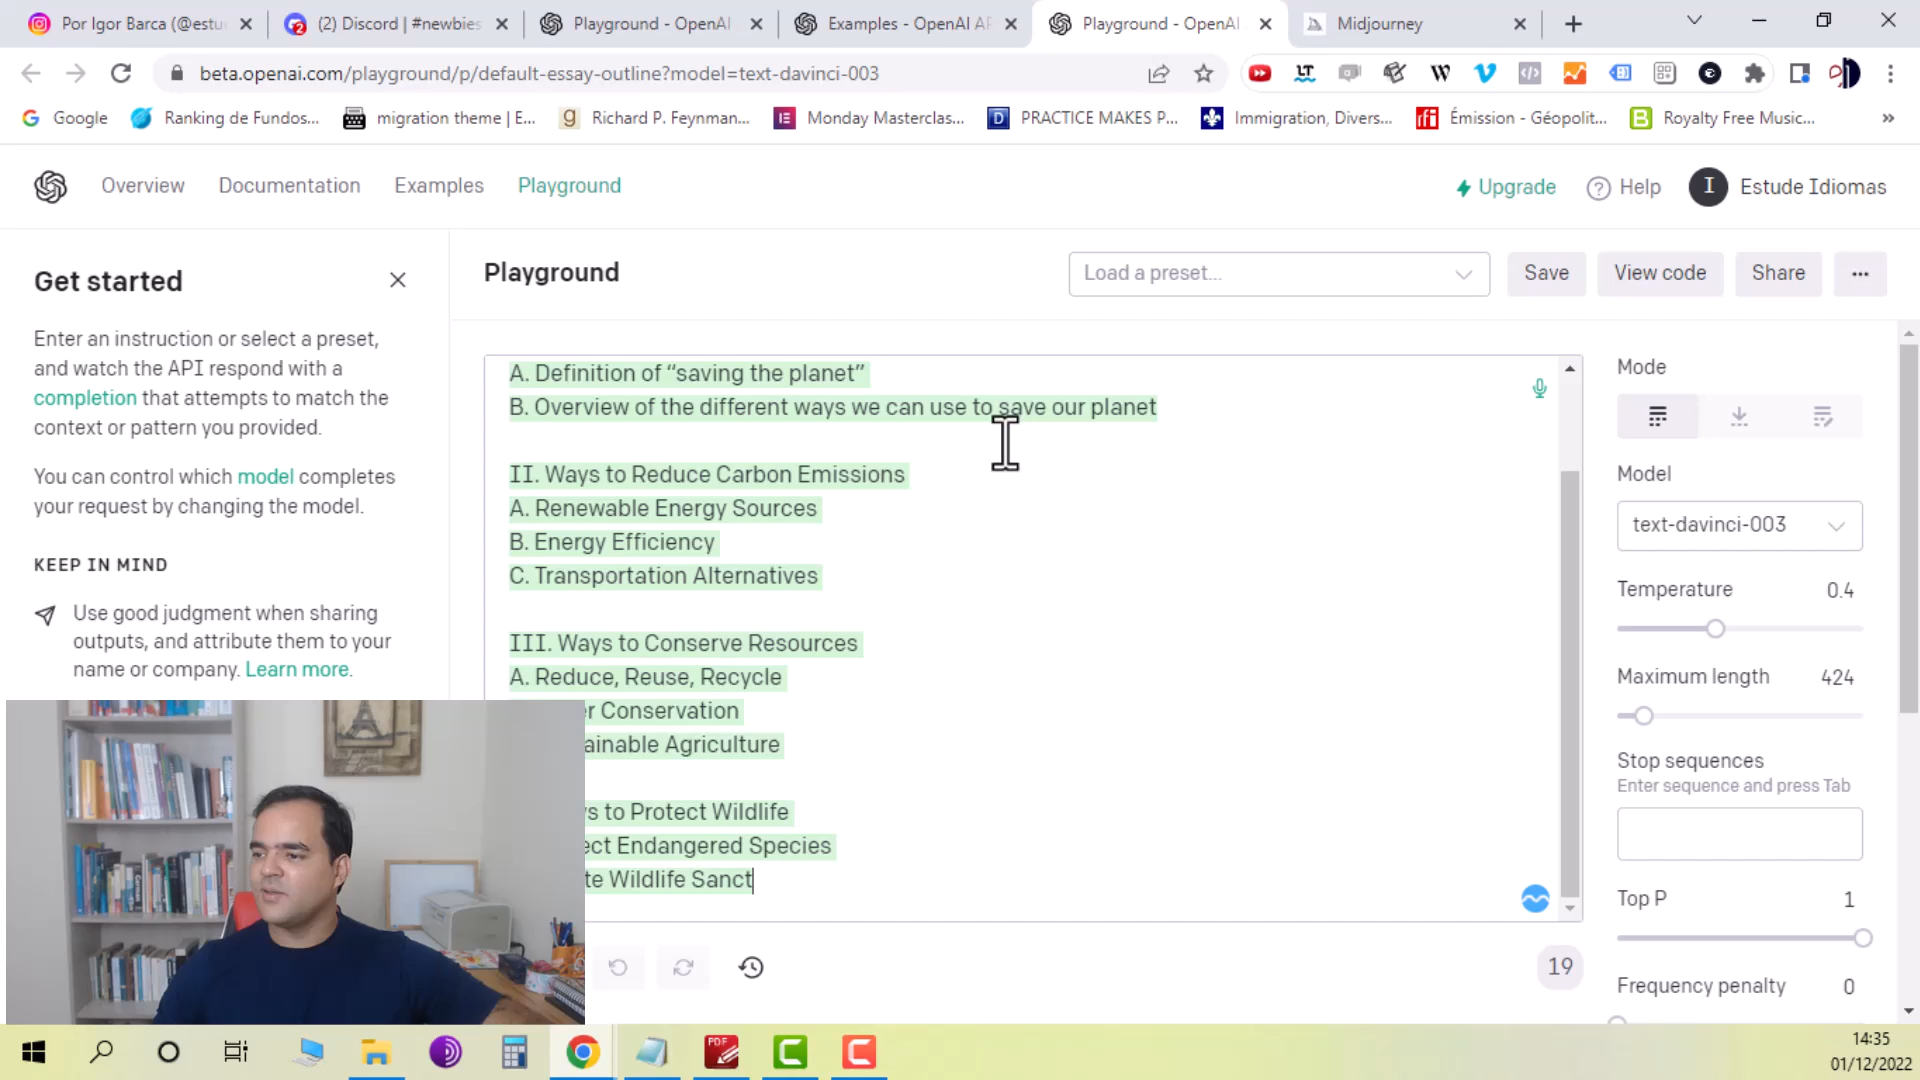 Por Igor Barca (@estu
(2) Discord | #newbies
Playground - OpenAI
Examples - OpenAI AP
Playground - OpenAI
Midjourney
beta.openai.com/playground/p/default-essay-outline?model=text-davinci-003
Google
Ranking de Fundos...
migration theme | E...
Richard P. Feynman...
Monday Masterclas...
PRACTICE MAKES P...
Immigration, Divers...
Émission - Géopolit...
Royalty Free Music...
»
Overview
Documentation
Examples
Playground
Upgrade
Help
I
Estude Idiomas
Get started
Enter an instruction or select a preset,
and watch the API respond with a
completion that attempts to match the
context or pattern you provided.
You can control which model completes
your request by changing the model.
KEEP IN MIND
Use good judgment when sharing
outputs, and attribute them to your
name or company. Learn more.
Playground
Load a preset...
Save
View code
Share
...
A. Definition of “saving the planet”
B. Overview of the different ways we can use to save our planet
II. Ways to Reduce Carbon Emissions
A. Renewable Energy Sources
B. Energy Efficiency
C. Transportation Alternatives
III. Ways to Conserve Resources
A. Reduce, Reuse, Recycle
r Conservation
ainable Agriculture
s to Protect Wildlife
ect Endangered Species
te Wildlife Sanct
19
Mode
Model
text-davinci-003
Temperature 0.4
Maximum length 424
Stop sequences
Enter sequence and press Tab
Top P 1
Frequency penalty 0
14:35
01/12/2022